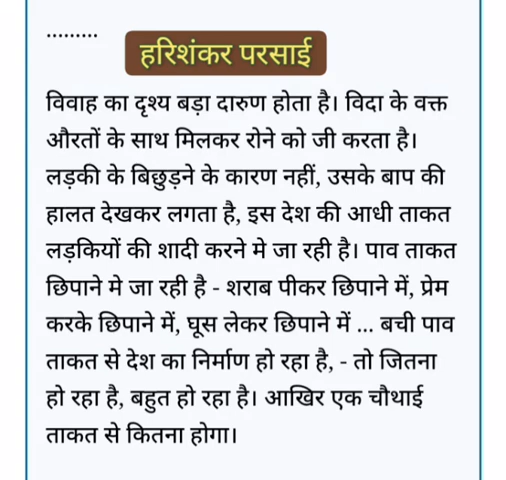 .........
हरिशंकर परसाई
विवाह का दृश्य बड़ा दारुण होता है। विदा के वक्त
औरतों के साथ मिलकर रोने को जी करता है।
लड़की के बिछुड़ने के कारण नहीं, उसके बाप की
हालत देखकर लगता है, इस देश की आधी ताकत
लड़कियों की शादी करने मे जा रही है। पाव ताकत
छिपाने मे जा रही है - शराब पीकर छिपाने में, प्रेम
करके छिपाने में, घूस लेकर छिपाने में ... बची पाव
ताकत से देश का निर्माण हो रहा है, - तो जितना
हो रहा है, बहुत हो रहा है। आखिर एक चौथाई
ताकत से कितना होगा।